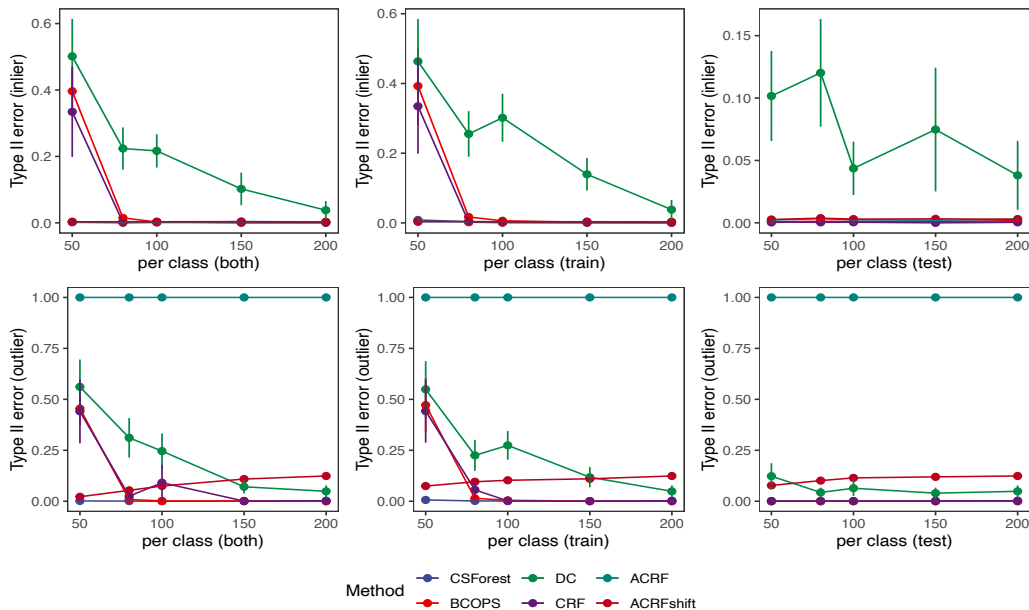 0.6
0.4
0.2
0.0
Type II error (inlier)
50 100 150 200
per class (both)
0.6
0.4
0.2
0.0
Type II error (inlier)
50 100 150 200
per class (train)
0.15
0.10
0.05
0.00
Type II error (inlier)
50 100 150 200
per class (test)
1.00
0.75
0.50
0.25
0.00
Type II error (outlier)
50 100 150 200
per class (both)
1.00
0.75
0.50
0.25
0.00
Type II error (outlier)
50 100 150 200
per class (train)
1.00
0.75
0.50
0.25
0.00
Type II error (outlier)
50 100 150 200
per class (test)
Method
CSForest DC ACRF
BCOPS CRF ACRFshift